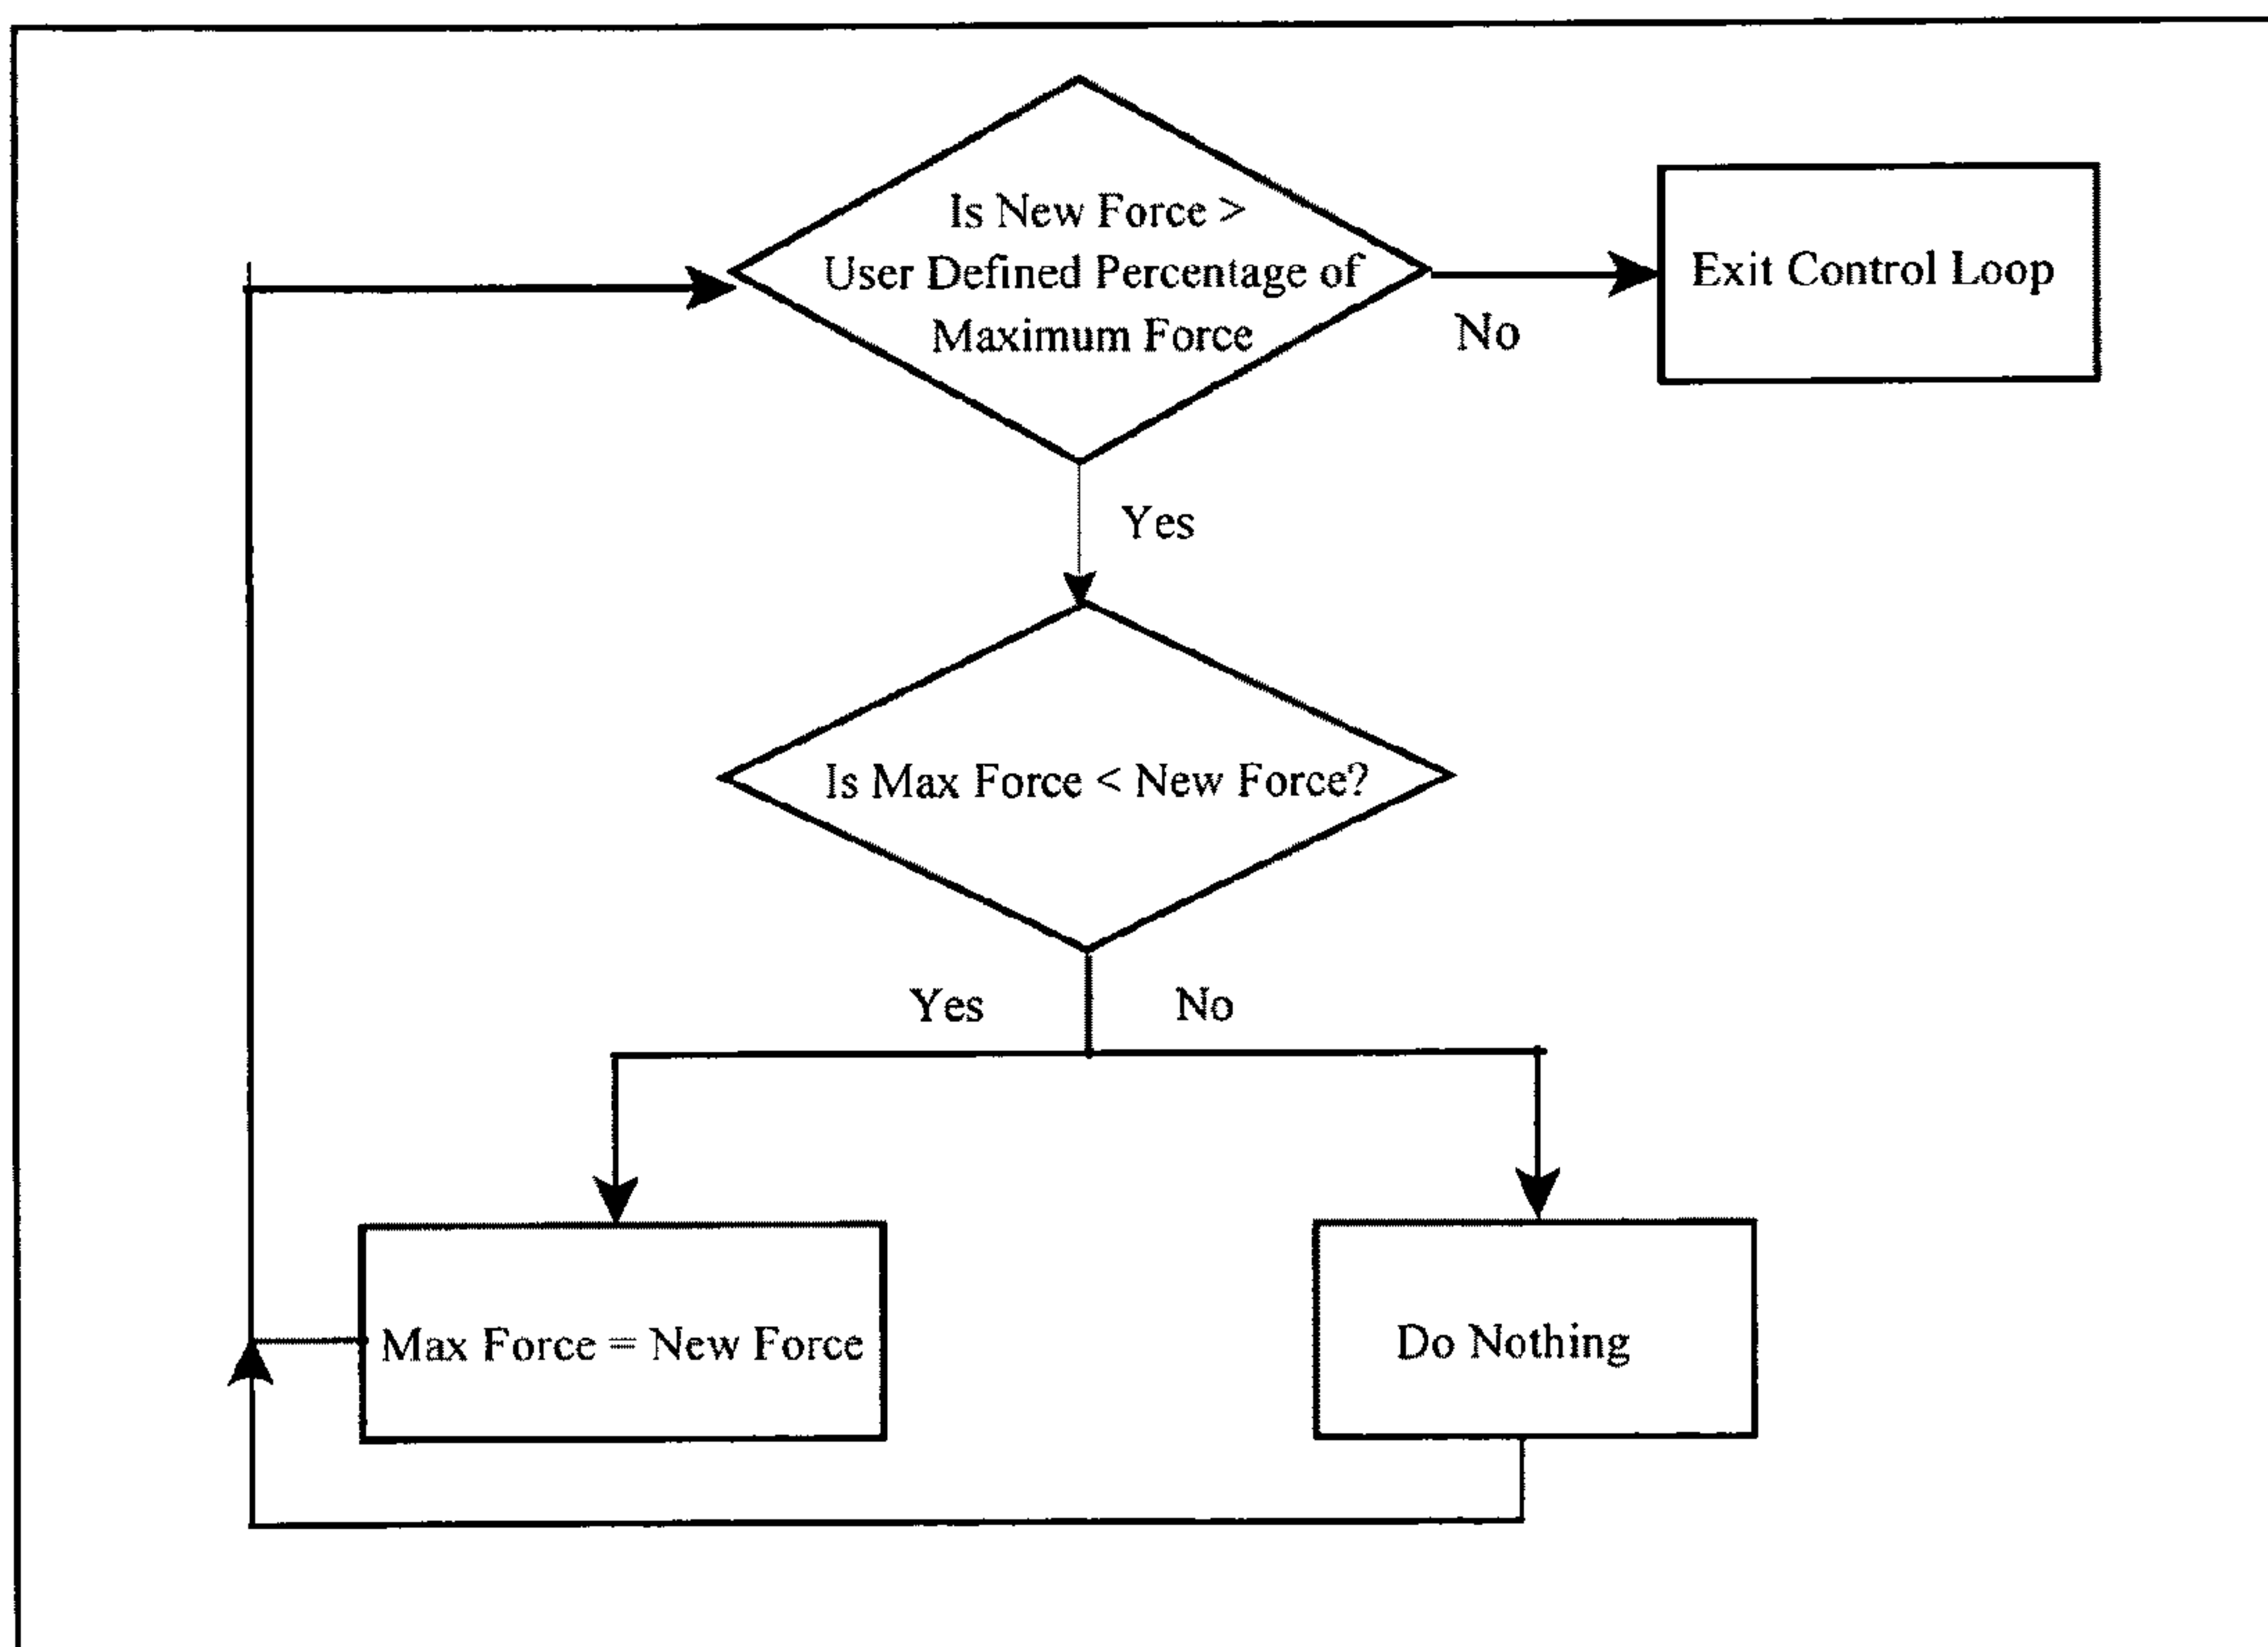 Is New Force >
User Defined Percentage of
Maximum Force
No
Exit Control Loop
Yes
Is Max Force < New Force?
Yes
No
Max Force = New Force
Do Nothing